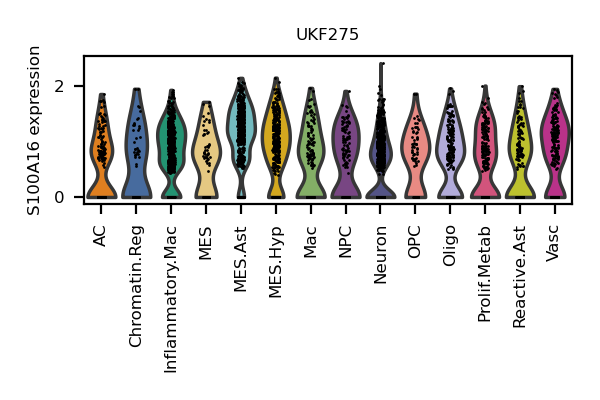 UKF275
S100A16 expression
2
0
AC
Chromatin.Reg
Inflammatory.Mac
MES
MES.Ast
MES.Hyp
Mac
NPC
Neuron
OPC
Oligo
Prolif.Metab
Reactive.Ast
Vasc